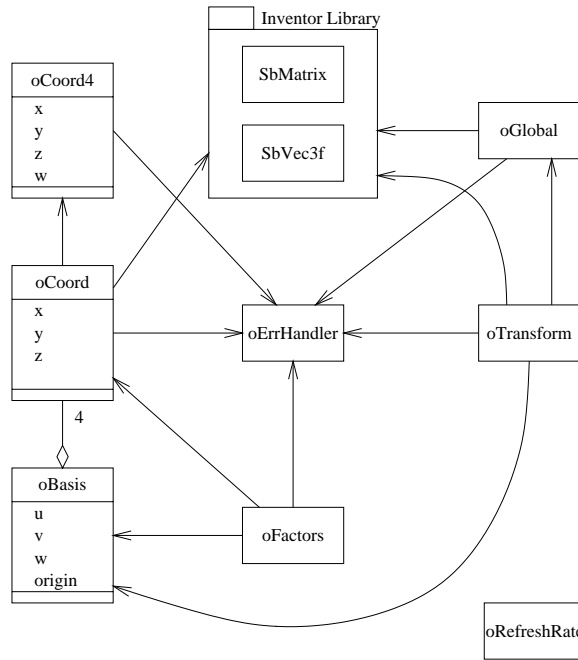 Inventor Library
SbMatrix
SbVec3f
oCoord4
x
y
z
w
oGlobal
oCoord
x
y
z
oErrHandler
oTransform
4
oBasis
u
v
w
origin
oFactors
oRefreshRate